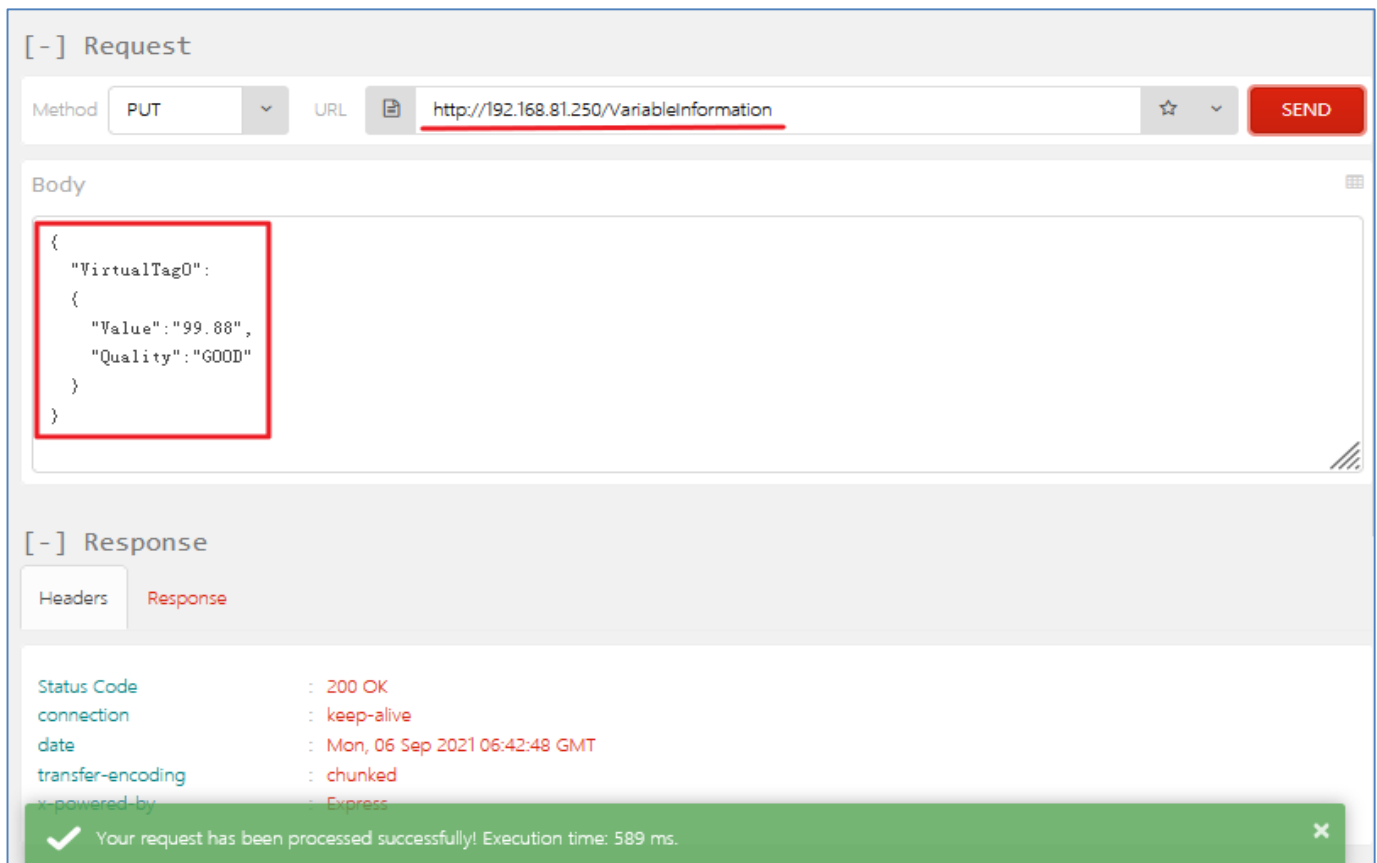 [-] Request
Method PUT URL http://192.168.81.250/VariableInformation SEND
Body
{
"VirtualTag0":
{
"Value":"99.88",
"Quality":"GOOD"
}
}
[-] Response
Headers Response
Status Code : 200 OK
connection : keep-alive
date : Mon, 06 Sep 2021 06:42:48 GMT
transfer-encoding : chunked
x-powered-by : Express
Your request has been processed successfully! Execution time: 589 ms.